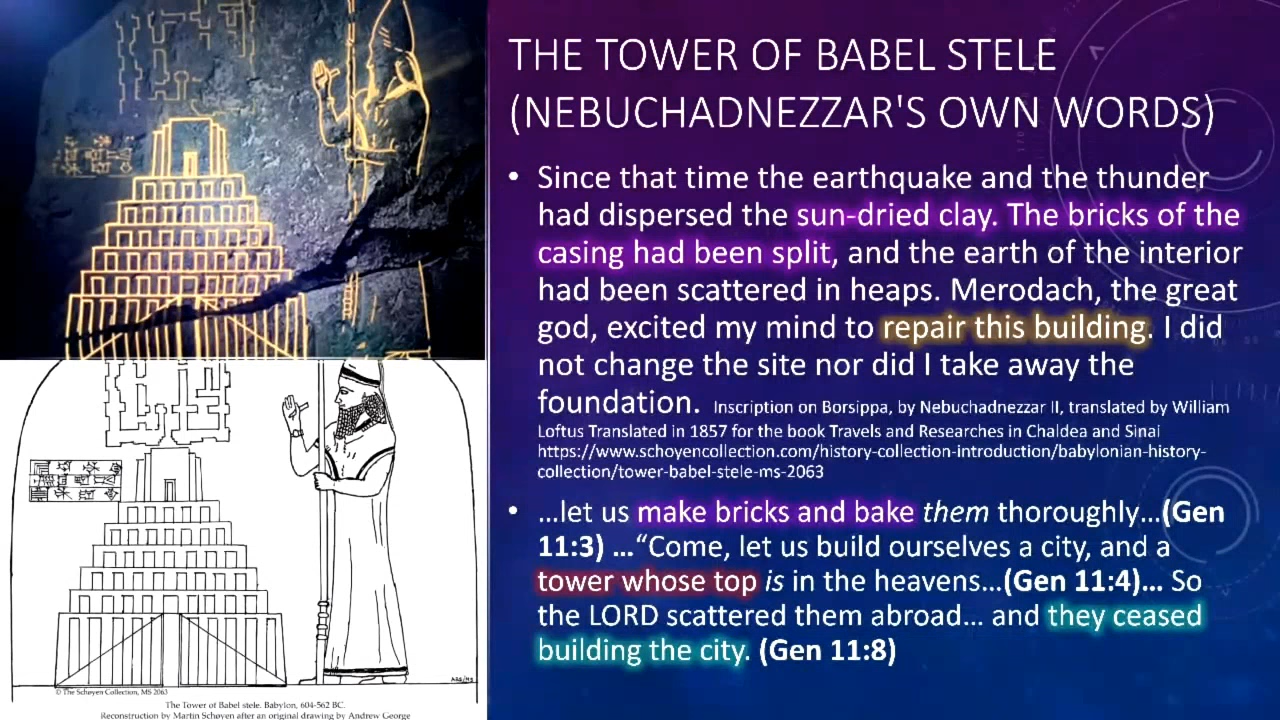 THE TOWER OF BABEL STELE
(NEBUCHADNEZZAR'S OWN WORDS)
• Since that time the earthquake and the thunder
had dispersed the sun-dried clay. The bricks of the
casing had been split, and the earth of the interior
had been scattered in heaps. Merodach, the great
god, excited my mind to repair this building. I did
not change the site nor did I take away the
foundation. Inscription on Borsippa, by Nebuchadnezzar II, translated by William
Loftus Translated in 1857 for the book Travels and Researches in Chaldea and Sinai
https://www.schoyencollection.com/history-collection-introduction/babylonian-history-
collection/tower-babel-stele-ms-2063
• …let us make bricks and bake them thoroughly…(Gen
11:3) …“Come, let us build ourselves a city, and a
tower whose top is in the heavens…(Gen 11:4)… So
the LORD scattered them abroad… and they ceased
building the city. (Gen 11:8)
© The Schøyen Collection, MS 2063
The Tower of Babel stele. Babylon, 604-562 BC.
Reconstruction by Martin Schøyen after an original drawing by Andrew George